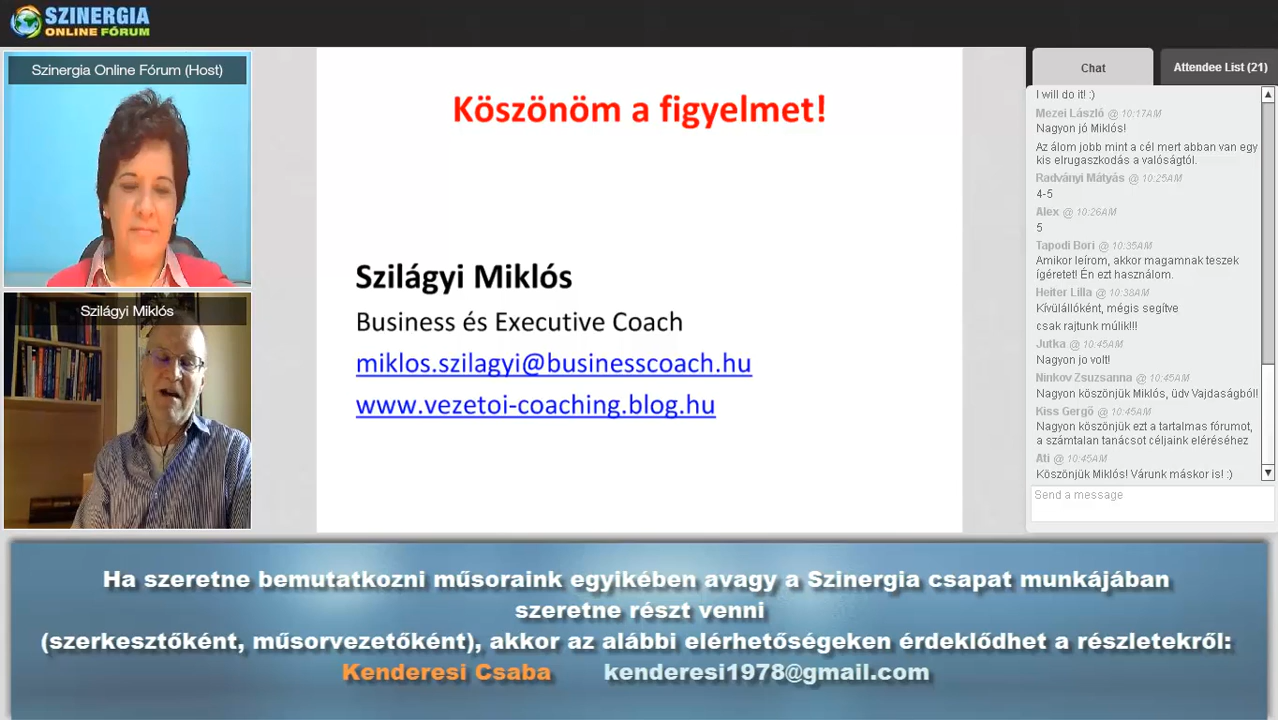 SZINERGIA
ONLINE FÓRUM
Szinergia Online Fórum (Host)
Szilágyi Miklós
Köszönöm a figyelmet!
Szilágyi Miklós
Business és Executive Coach
miklos.szilagyi@businesscoach.hu
www.vezetoi-coaching.blog.hu
Chat
Attendee List (21)
I will do it! :)
Mezei László @ 10:17AM
Nagyon jó Miklós!
Az álom jobb mint a cél mert abban van egy
kis elrugaszkodás a valóságtól.
Radványi Mátyás @ 10:25AM
4-5
Alex @ 10:26AM
5
Tapodi Bori @ 10:35AM
Amikor leírom, akkor magamnak teszek
ígéretet! Én ezt használom.
Heiter Lilla @ 10:38AM
Kívülállóként, mégis segítve
csak rajtunk múlik!!!
Jutka @ 10:45AM
Nagyon jo volt!
Ninkov Zsuzsanna @ 10:45AM
Nagyon köszönjük Miklós, üdv Vajdaságból!
Kiss Gergő @ 10:45AM
Nagyon köszönjük ezt a tartalmas fórumot,
a számtalan tanácsot céljaink eléréséhez
Ati @ 10:45AM
Köszönjük Miklós! Várunk máskor is! :)
Send a message
Ha szeretne bemutatkozni műsoraink egyikében avagy a Szinergia csapat munkájában
szeretne részt venni
(szerkesztőként, műsorvezetőként), akkor az alábbi elérhetőségeken érdeklődhet a részletekről:
Kenderesi Csaba kenderesi1978@gmail.com